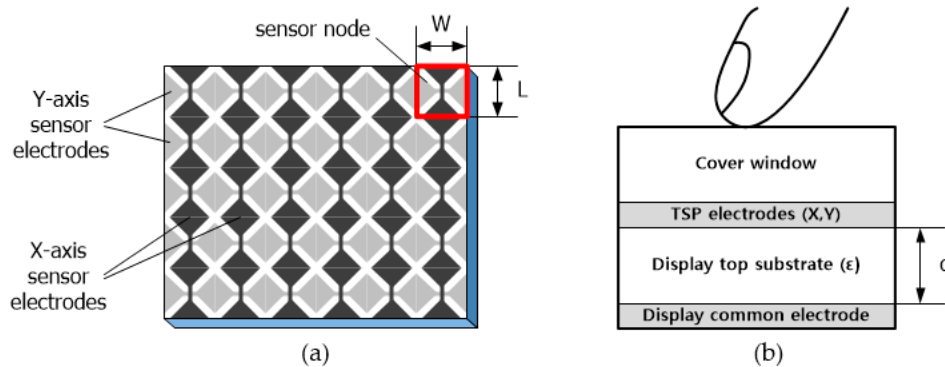 sensor node
W
L
Y-axis
sensor
electrodes
X-axis
sensor
electrodes
(a)
Cover window
TSP electrodes (X,Y)
Display top substrate (ε)
Display common electrode
(b)